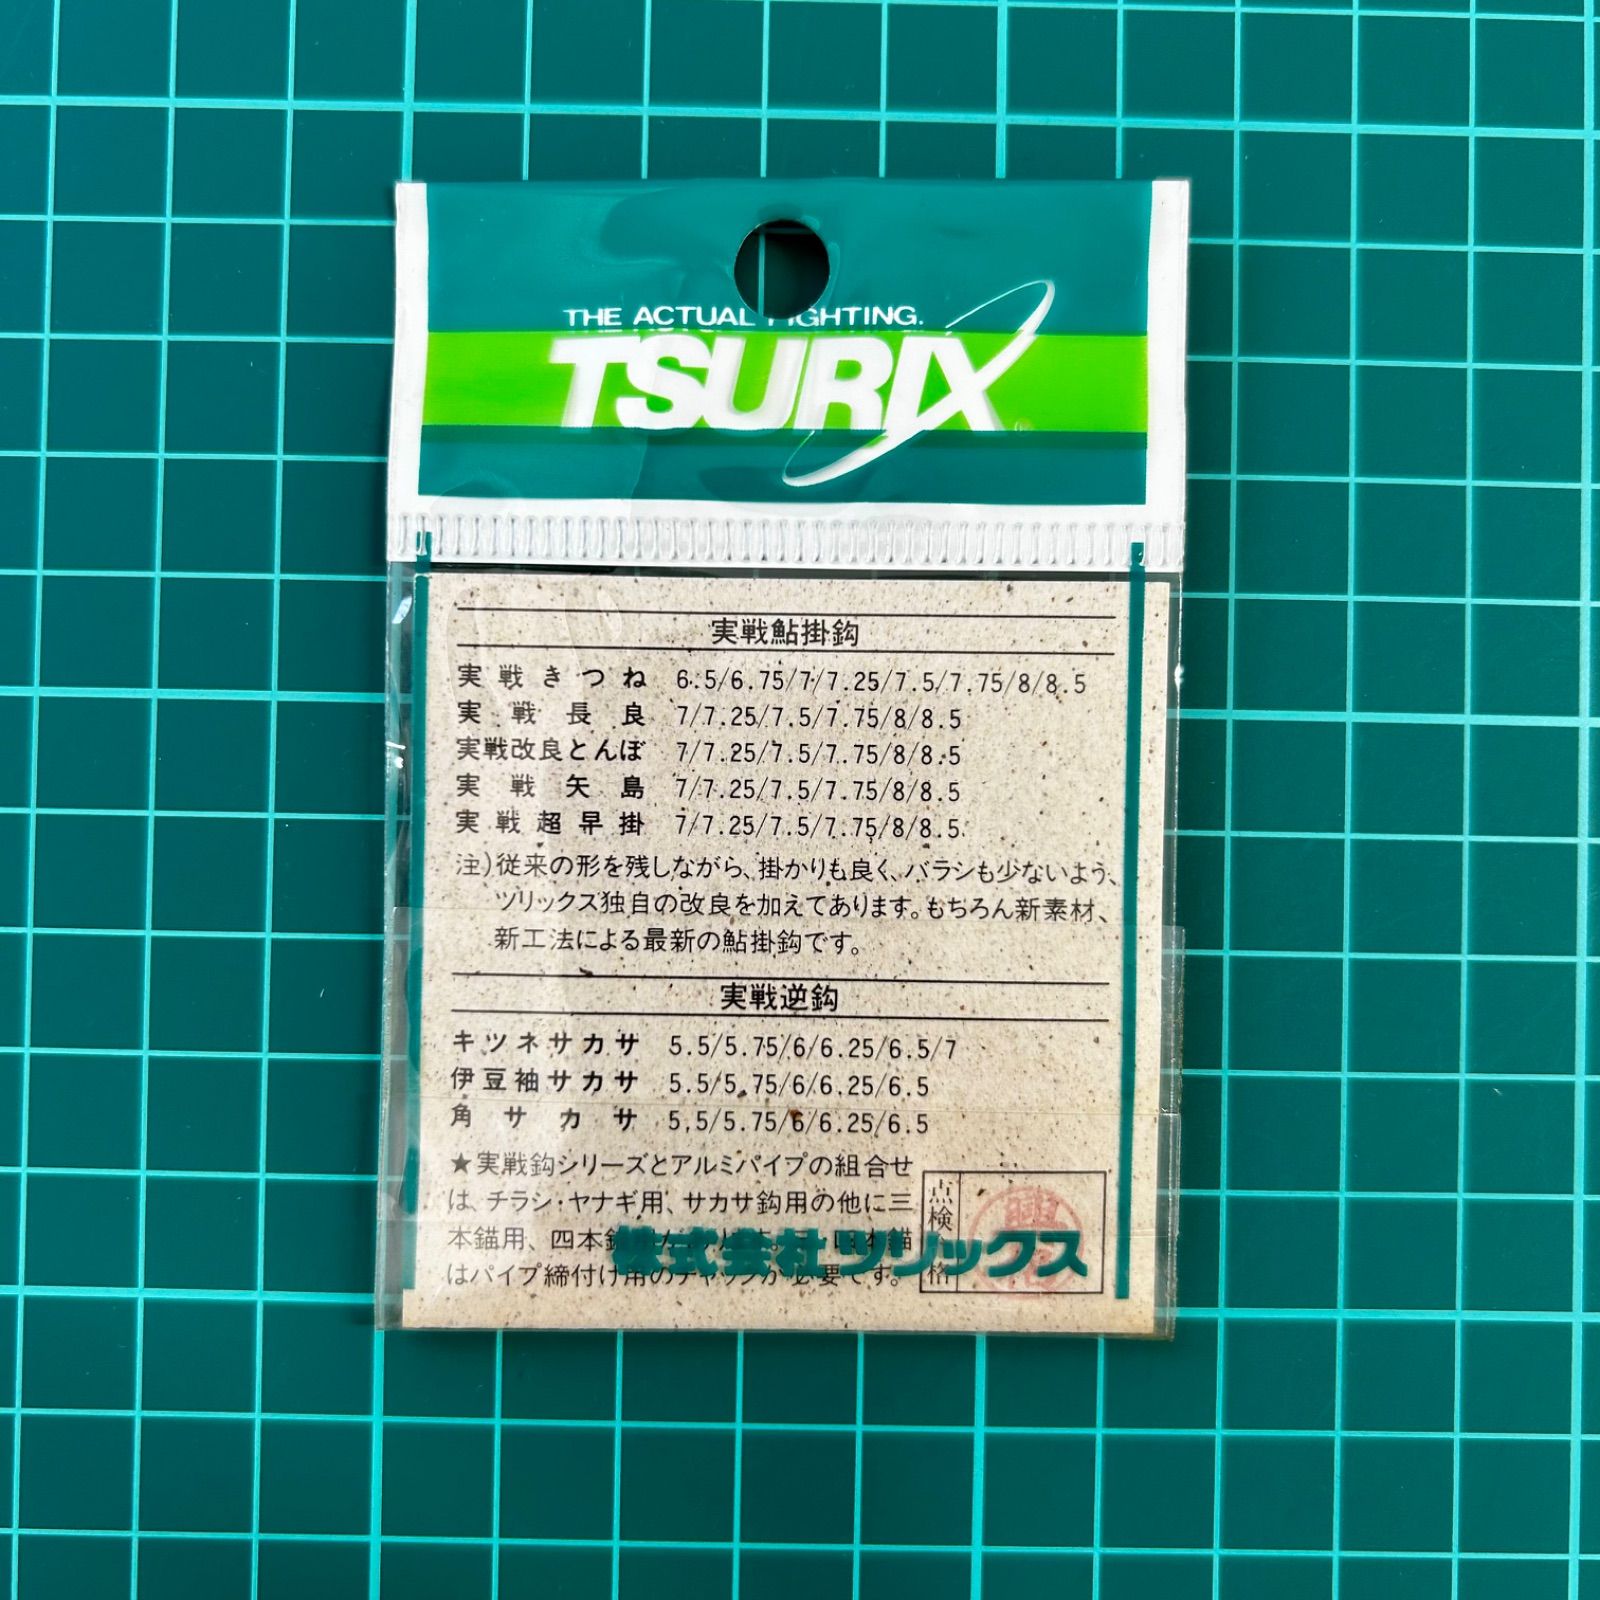 THE ACTUAL FIGHTING.
TSURIX
実戦鮎掛鈎
実戦きつね 6.5/6.75/7/7.25/7.5/7.75/8/8.5
実戦長良 7/7.25/7.5/7.75/8/8.5
実戦改良とんぼ 7/7.25/7.5/7.75/8/8.5
実戦矢島 7/7.25/7.5/7.75/8/8.5
実戦超早掛 7/7.25/7.5/7.75/8/8.5
注)従来の形を残しながら、掛かりも良く、バラシも少ないよう、
ツリックス独自の改良を加えてあります。もちろん新素材、
新工法による最新の鮎掛鈎です。
実戦逆鈎
キツネサカサ 5.5/5.75/6/6.25/6.5/7
伊豆袖サカサ 5.5/5.75/6/6.25/6.5
角サカサ 5.5/5.75/6/6.25/6.5
★実戦鈎シリーズとアルミパイプの組合せ
は、チラシ・ヤナギ用、サカサ鈎用の他に三
本錨用、四本錨
はパイプ締付け用のチャックが必要です。
点検 格
株式会社ツリックス